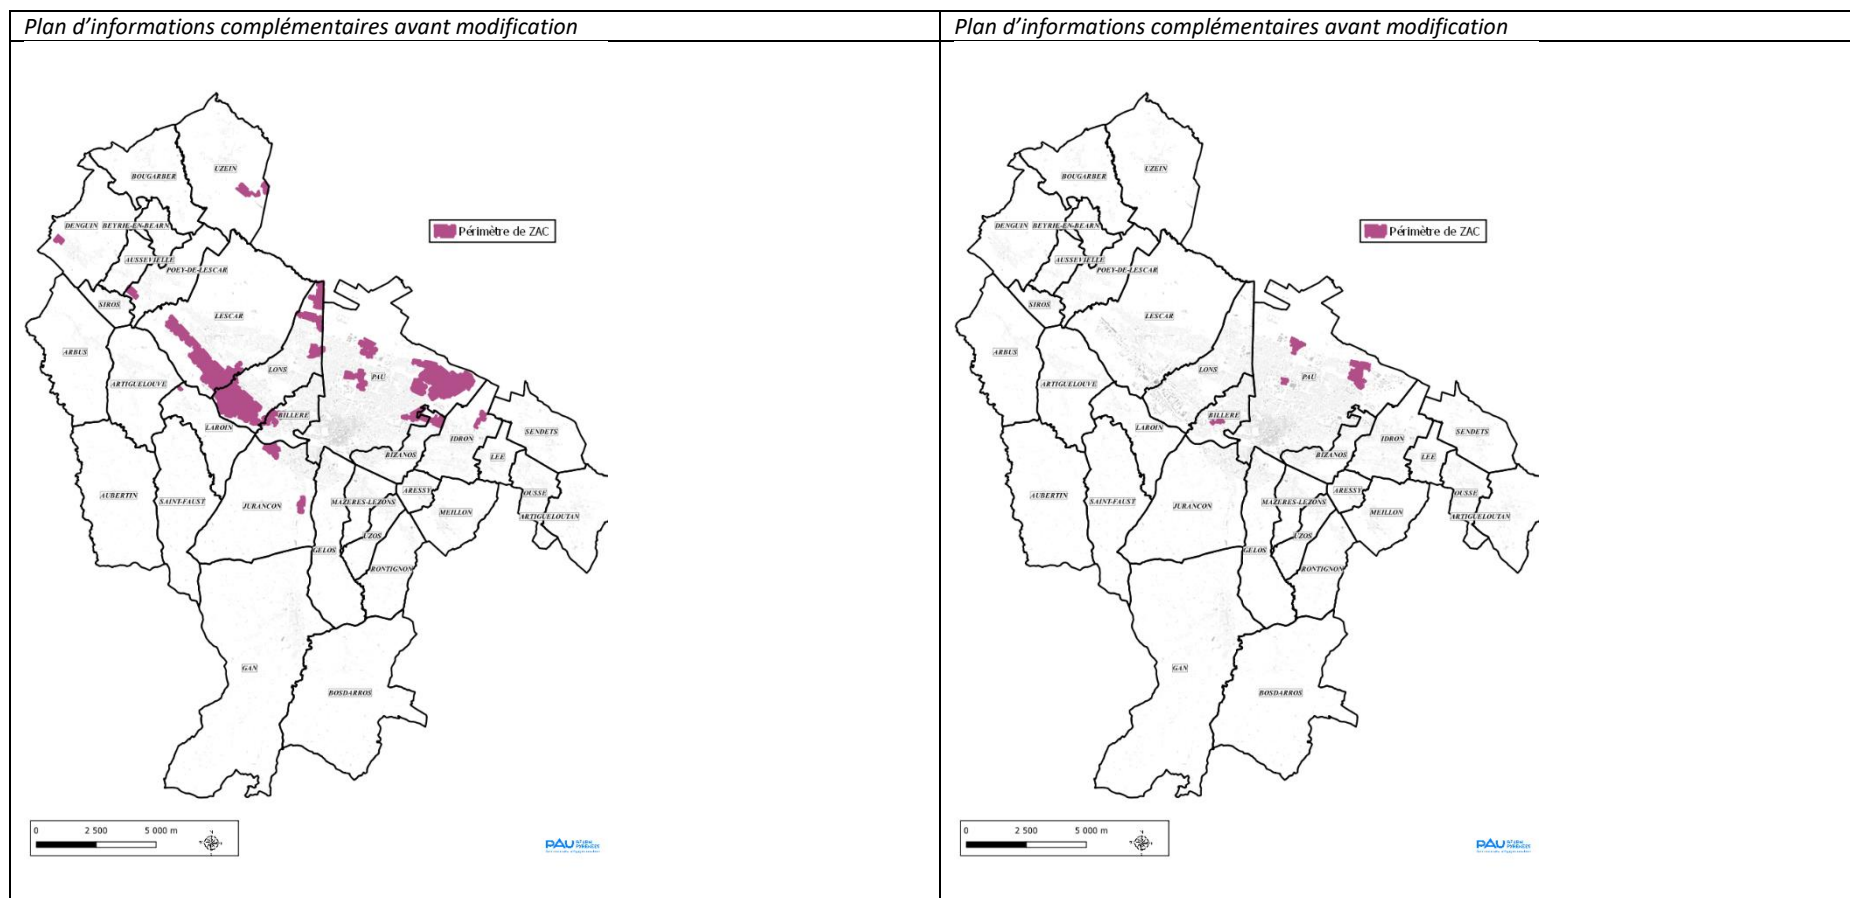 Plan d’informations complémentaires avant modification
UZEIN
BOUGARBER
DENGUIN
BEYRIE-EN-BEARN
Périmètre de ZAC
AUSSEVIELLE
POEY-DE-LESCAR
SIROS
LESCAR
ARBUS
LONS
PAU
ARTIGUELOUVE
BILLERE
LAROIN
SENDETS
IDRON
BIZANOS
LEE
ARESSY
OUSSE
AUBERTIN
SAINT-FAUST
MAZERES-LEZONS
JURANCON
MEILLON
ARTIGUELOUTAN
UZOS
GELOS
RONTIGNON
GAN
BOSDARROS
0 2 500 5 000 m
PAU
PYRÉNÉES
Plan d’informations complémentaires avant modification
UZEIN
BOUGARBER
DENGUIN
BEYRIE-EN-BEARN
Périmètre de ZAC
AUSSEVIELLE
POEY-DE-LESCAR
SIROS
LESCAR
ARBUS
LONS
PAU
ARTIGUELOUVE
BILLERE
LAROIN
SENDETS
IDRON
BIZANOS
LEE
ARESSY
OUSSE
AUBERTIN
SAINT-FAUST
MAZERES-LEZONS
JURANCON
MEILLON
ARTIGUELOUTAN
UZOS
GELOS
RONTIGNON
GAN
BOSDARROS
0 2 500 5 000 m
PAU
PYRÉNÉES